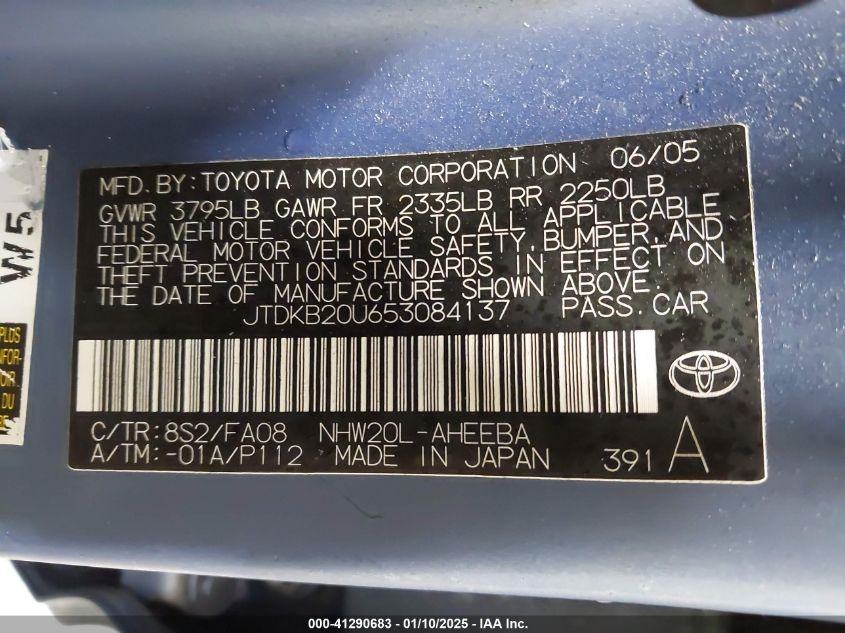 MFD. BY: TOYOTA MOTOR CORPORATION 06/05
GVWR 3795LB GAWR FR 2335LB RR 2250LB
THIS VEHICLE CONFORMS TO ALL APPLICABLE
FEDERAL MOTOR VEHICLE SAFETY, BUMPER, AND
THEFT PREVENTION STANDARDS IN EFFECT ON
THE DATE OF MANUFACTURE SHOWN ABOVE.
JTDKB20U653084137 PASS. CAR
C/TR: 8S2/FA08 NHW20L-AHEEBA
A/TM: -01A/P112 MADE IN JAPAN 391 A
DU
000-41290683 - 01/10/2025 - IAA Inc.